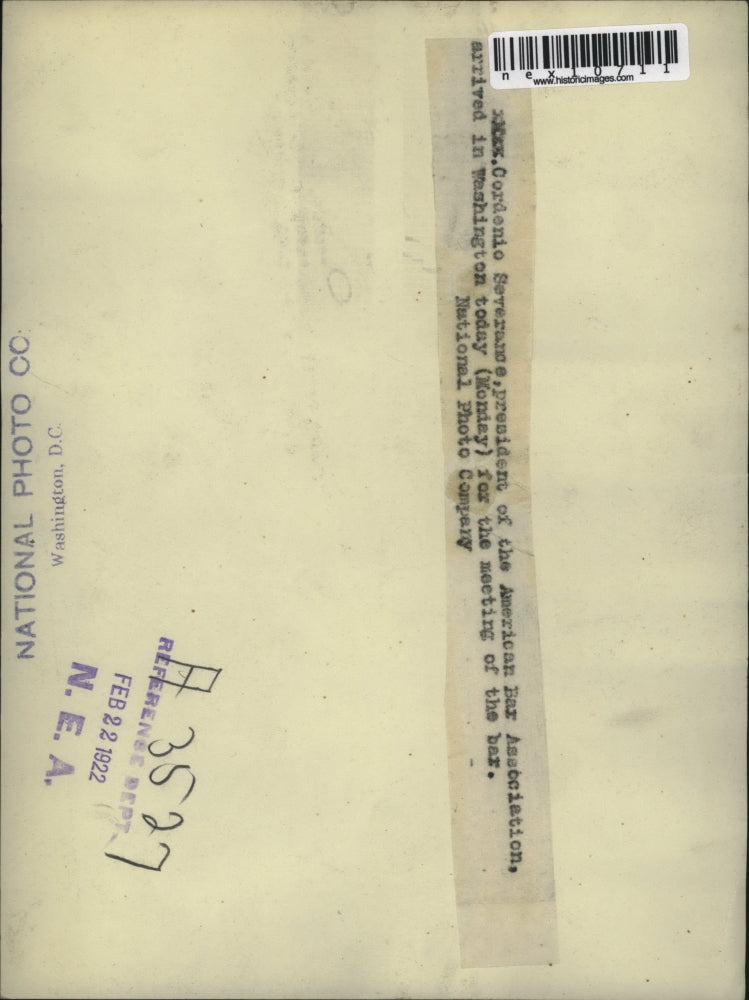 nex10711
www.historicimages.com
Cordenio Severance,president of the American Bar Association,
arrived in Washington today (Monday) for the meeting of the bar.
National Photo Company
NATIONAL PHOTO CO.
Washington, D.C.
A 3527
REFERENCE DEPT.
FEB 22 1922
N. E. A.